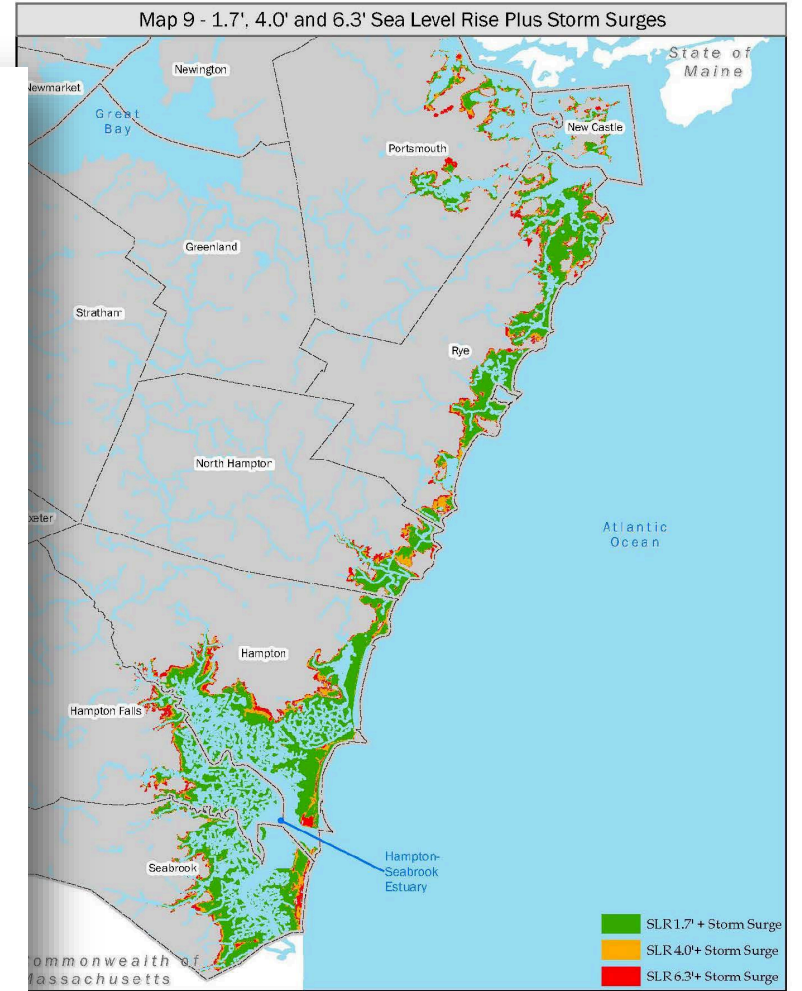 Map 9 - 1.7', 4.0' and 6.3' Sea Level Rise Plus Storm Surges
State of
Maine
Newington
Newmarket
Great
Bay
New Castle
Portsmouth
Greenland
Stratham
Rye
North Hampton
xeter
Atlantic
Ocean
Hampton
Hampton Falls
Hampton-
Seabrook
Estuary
Seabrook
SLR 1.7' + Storm Surge
SLR 4.0'+ Storm Surge
SLR 6.3'+ Storm Surge
ommonwealth of
Massachusetts